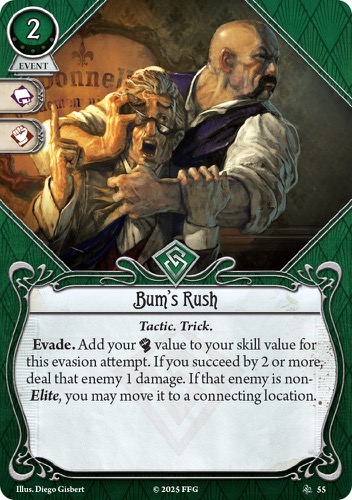 2
EVENT
onnell
Bum's Rush
Tactic. Trick.
Evade. Add your value to your skill value for
this evasion attempt. If you succeed by 2 or more,
deal that enemy 1 damage. If that enemy is non-
Elite, you may move it to a connecting location.
Illus. Diego Gisbert
© 2025 FFG
55